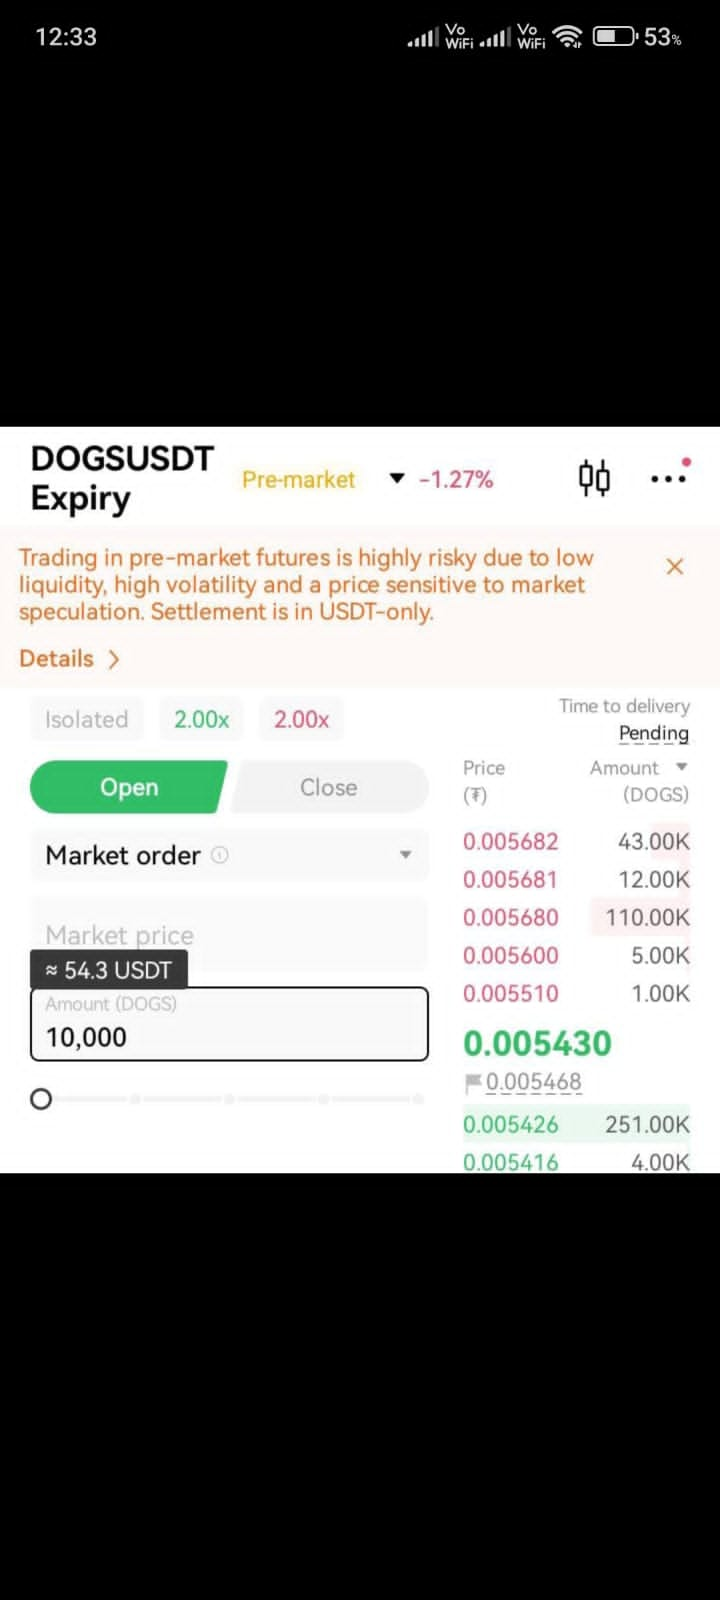 12:33
Vo WiFi
Vo WiFi
53%
DOGSUSDT
Expiry
Pre-market
-1.27%
Trading in pre-market futures is highly risky due to low
liquidity, high volatility and a price sensitive to market
speculation. Settlement is in USDT-only.
Details >
Isolated 2.00x 2.00x
Time to delivery
Pending
Open Close
Market order
Market price
≈ 54.3 USDT
Amount (DOGS)
10,000
Price Amount
(₮) (DOGS)
0.005682 43.00K
0.005681 12.00K
0.005680 110.00K
0.005600 5.00K
0.005510 1.00K
0.005430
0.005468
0.005426 251.00K
0.005416 4.00K